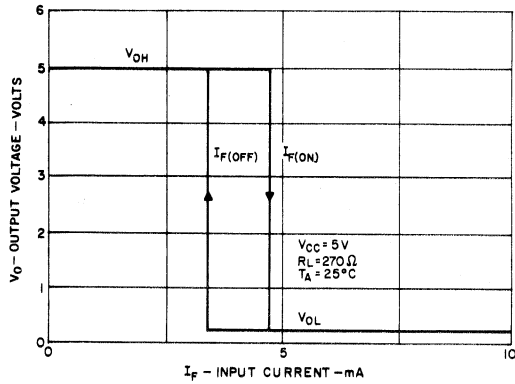 6
5
4
3
2
1
0
V₀-OUTPUT VOLTAGE-VOLTS
VOH
IF(OFF)
IF(ON)
VCC=5V
RL=270Ω
TA=25°C
VOL
0
5
10
IF - INPUT CURRENT-mA